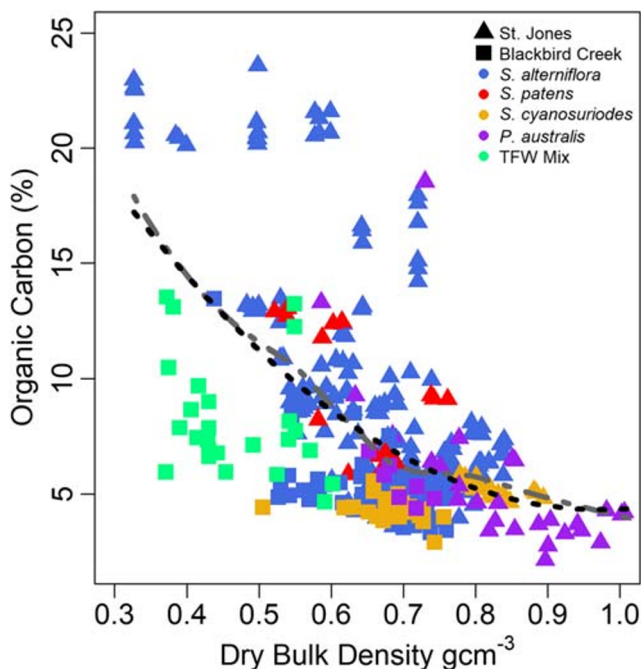 25
20
15
10
5
Organic Carbon (%)
St. Jones
Blackbird Creek
S. alterniflora
S. patens
S. cyanosuriodes
P. australis
TFW Mix
0.3 0.4 0.5 0.6 0.7 0.8 0.9 1.0
Dry Bulk Density gcm-3